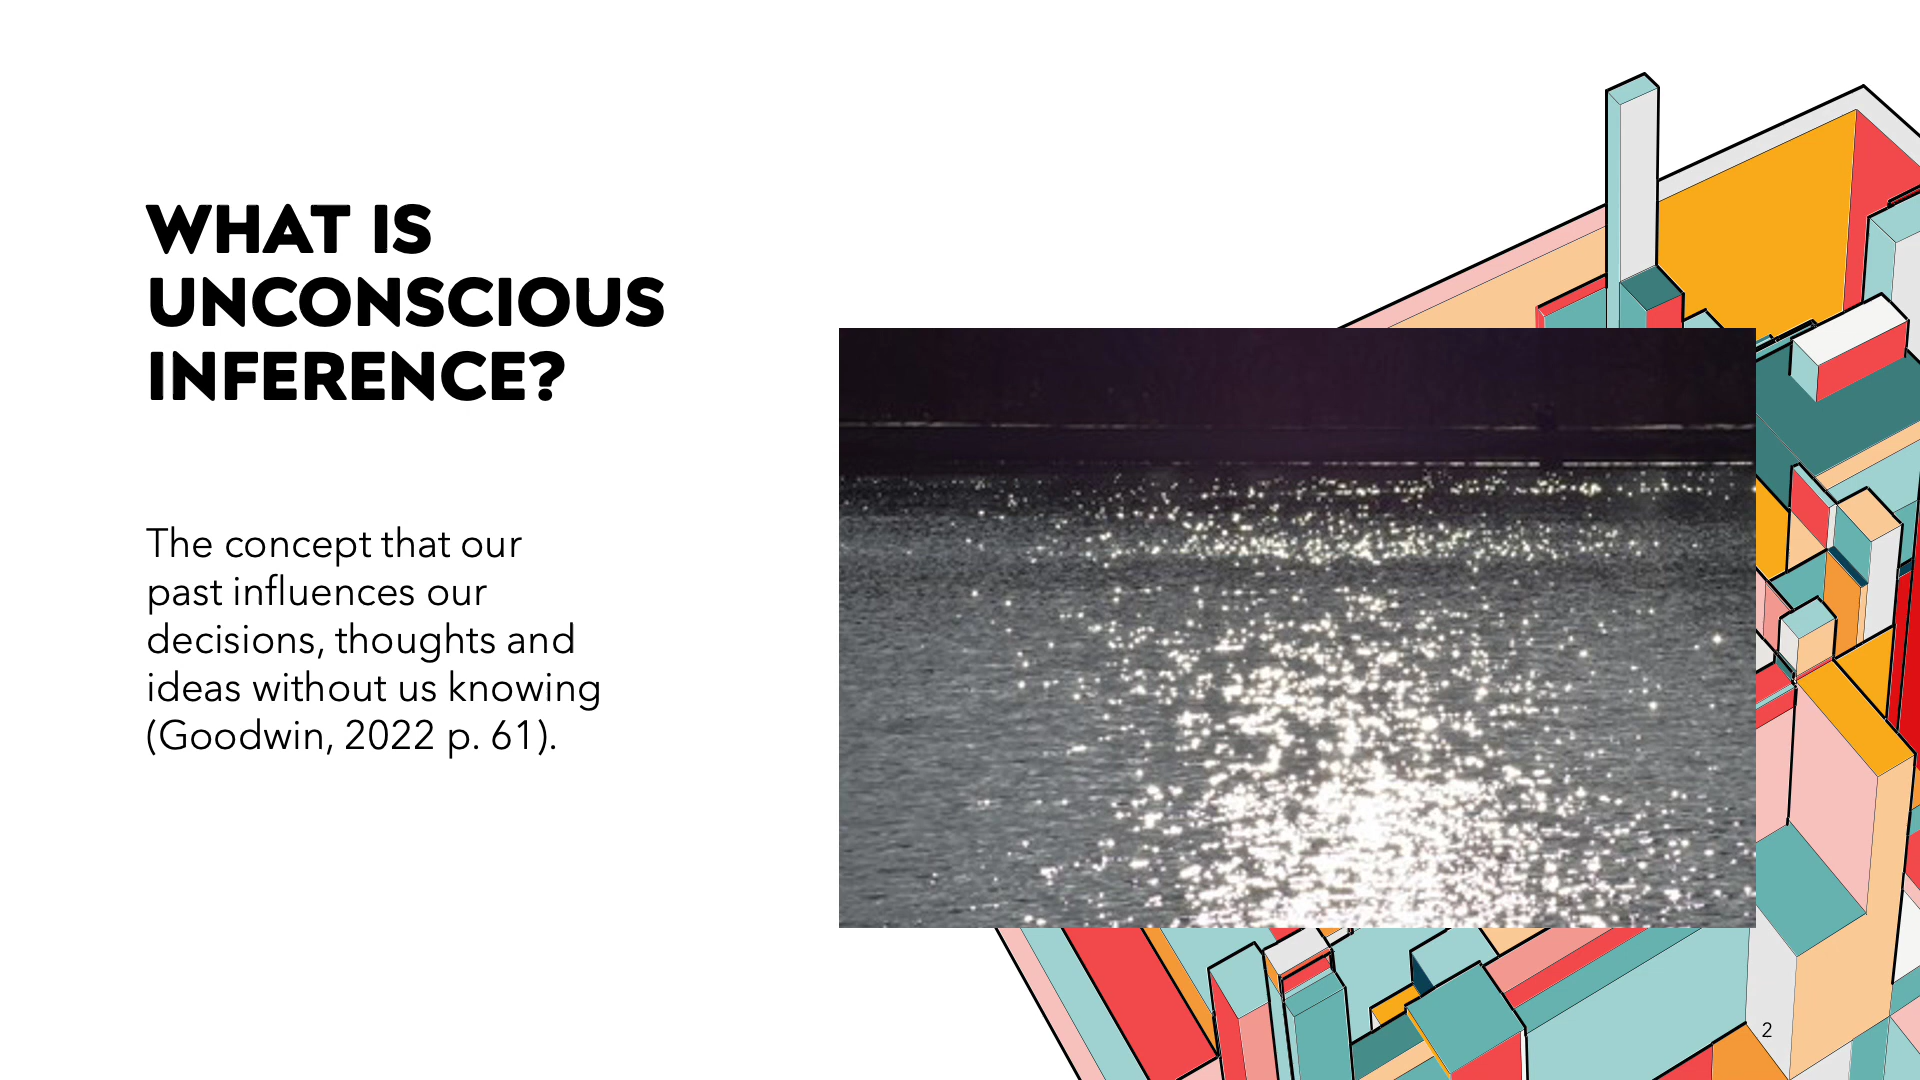 WHAT IS
UNCONSCIOUS
INFERENCE?
The concept that our
past influences our
decisions, thoughts and
ideas without us knowing
(Goodwin, 2022 p. 61).
2